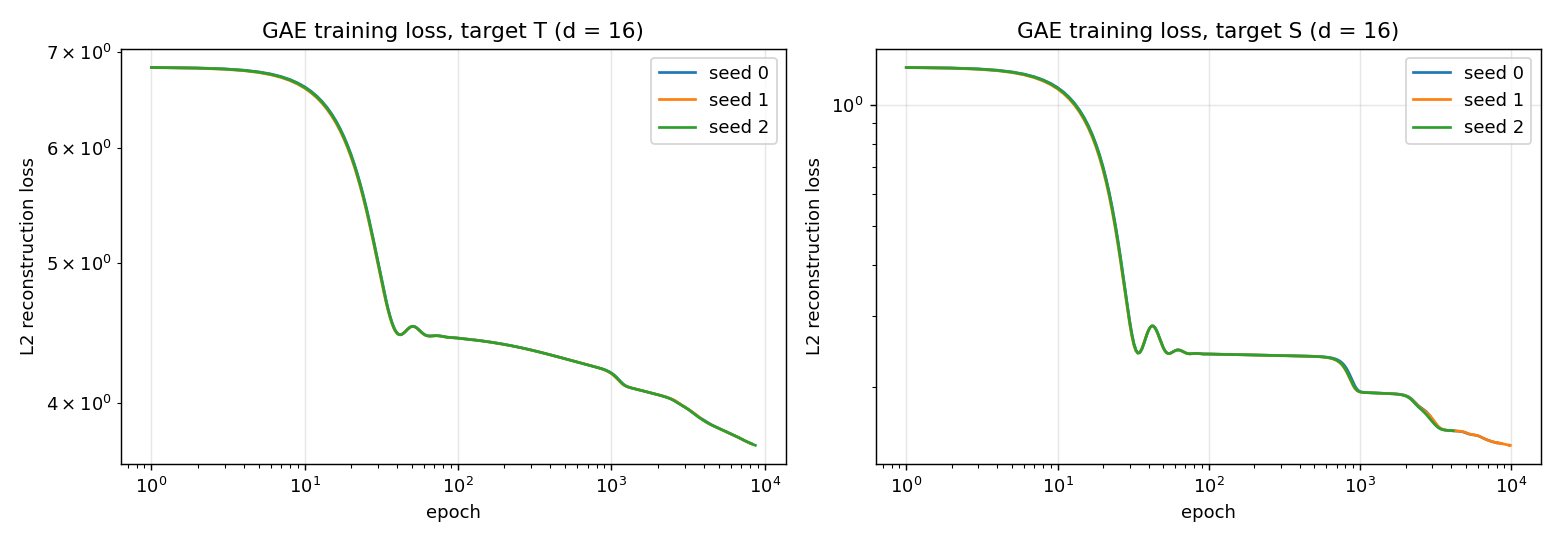 GAE training loss, target T (d = 16)
7 × 10⁰
6 × 10⁰
5 × 10⁰
4 × 10⁰
L2 reconstruction loss
seed 0
seed 1
seed 2
10⁰
10¹
10²
10³
10⁴
epoch
GAE training loss, target S (d = 16)
10⁰
L2 reconstruction loss
seed 0
seed 1
seed 2
10⁰
10¹
10²
10³
10⁴
epoch